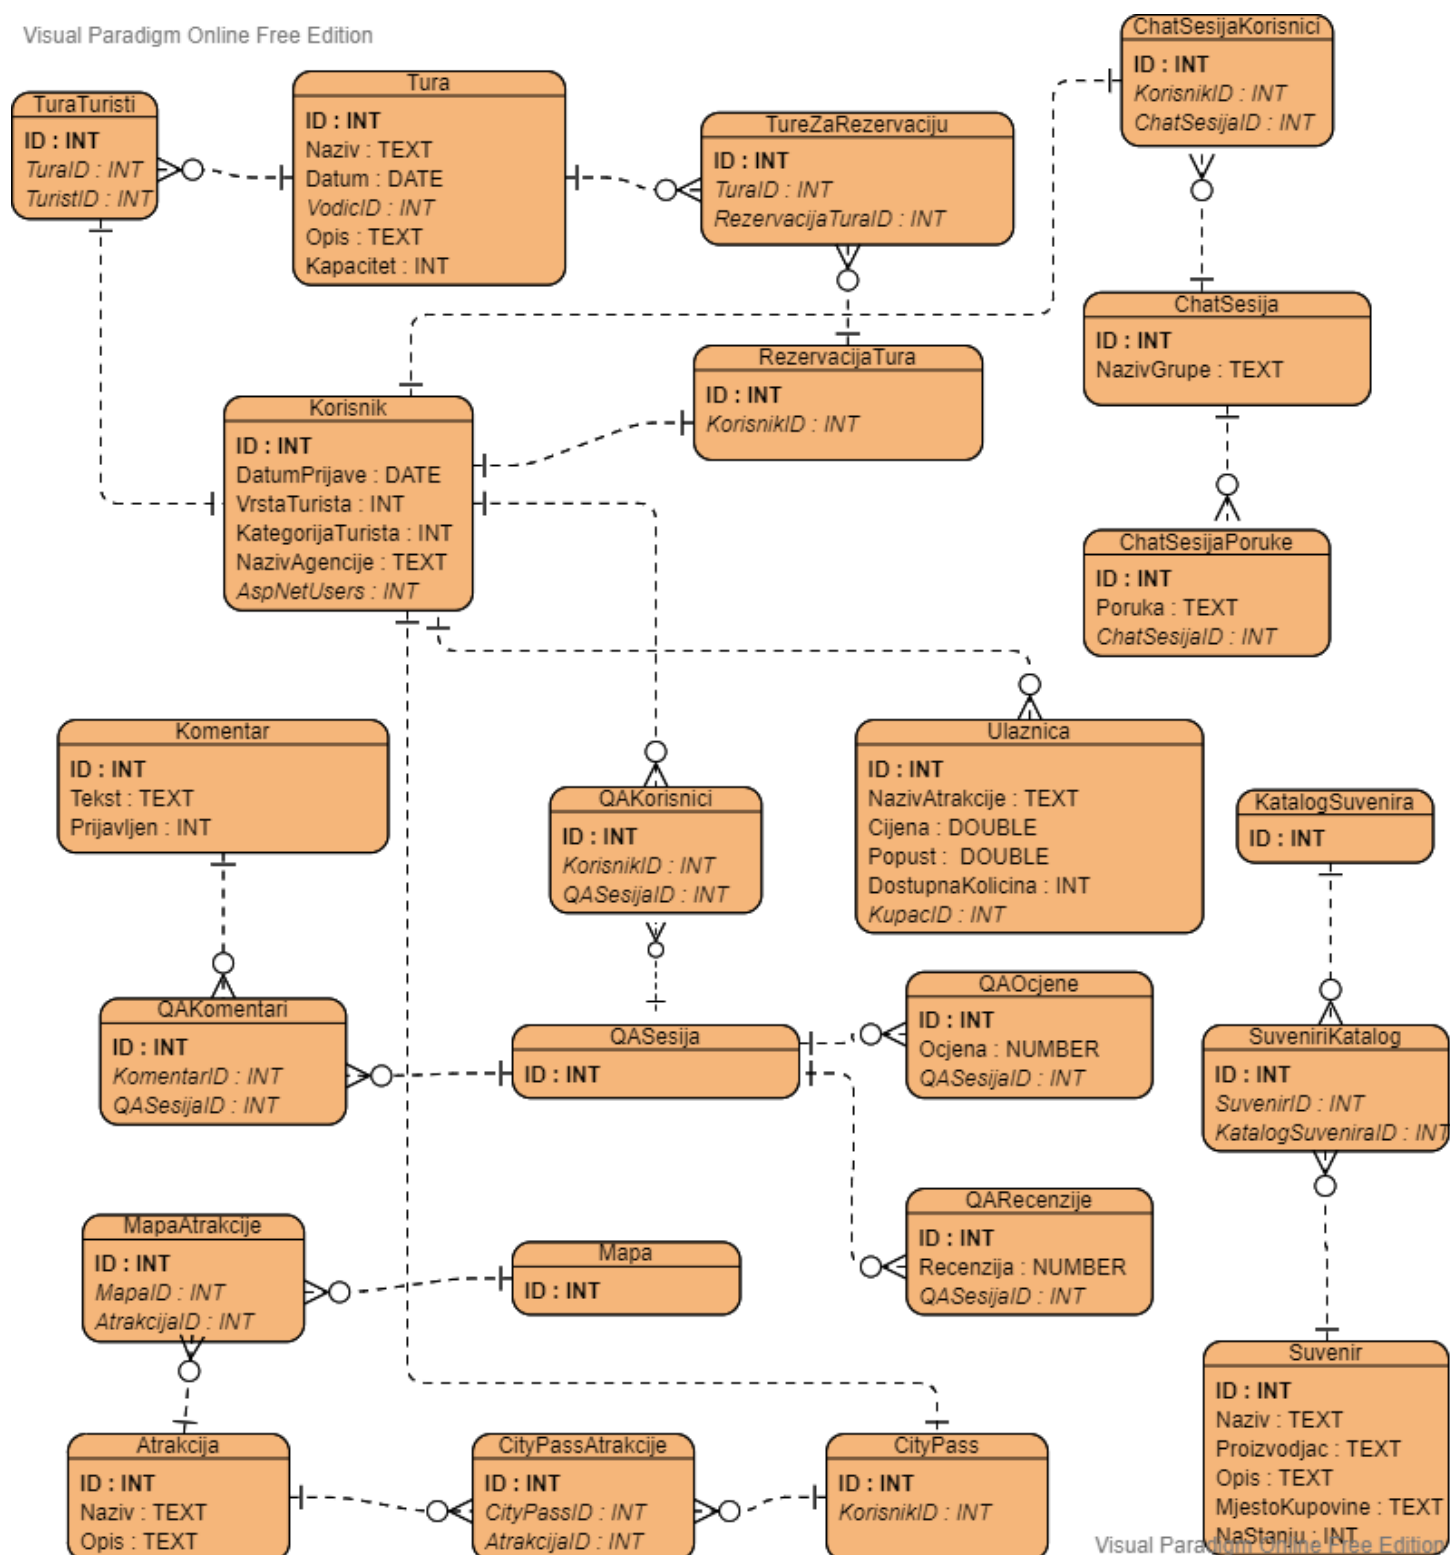 Visual Paradigm Online Free Edition
TuraTuristi
ID : INT
TuraID : INT
TuristID : INT
Tura
ID : INT
Naziv : TEXT
Datum : DATE
VodicID : INT
Opis : TEXT
Kapacitet : INT
TureZaRezervaciju
ID : INT
TuraID : INT
RezervacijaTuraID : INT
ChatSesijaKorisnici
ID : INT
KorisnikID : INT
ChatSesijaID : INT
ChatSesija
ID : INT
NazivGrupe : TEXT
RezervacijaTura
ID : INT
KorisnikID : INT
Korisnik
ID : INT
DatumPrijave : DATE
VrstaTurista : INT
KategorijaTurista : INT
NazivAgencije : TEXT
AspNetUsers : INT
ChatSesijaPoruke
ID : INT
Poruka : TEXT
ChatSesijaID : INT
Komentar
ID : INT
Tekst : TEXT
Prijavljen : INT
QAKorisnici
ID : INT
KorisnikID : INT
QASesijaID : INT
Ulaznica
ID : INT
NazivAtrakcije : TEXT
Cijena : DOUBLE
Popust : DOUBLE
DostupnaKolicina : INT
KupacID : INT
KatalogSuvenira
ID : INT
QAKomentari
ID : INT
KomentarID : INT
QASesijaID : INT
QASesija
ID : INT
QAOcjene
ID : INT
Ocjena : NUMBER
QASesijaID : INT
SuveniriKatalog
ID : INT
SuvenirID : INT
KatalogSuveniraID : INT
MapaAtrakcije
ID : INT
MapaID : INT
AtrakcijaID : INT
Mapa
ID : INT
QARecenzije
ID : INT
Recenzija : NUMBER
QASesijaID : INT
Suvenir
ID : INT
Naziv : TEXT
Proizvodjac : TEXT
Opis : TEXT
MjestoKupovine : TEXT
NaStanju : INT
Atrakcija
ID : INT
Naziv : TEXT
Opis : TEXT
CityPassAtrakcije
ID : INT
CityPassID : INT
AtrakcijaID : INT
CityPass
ID : INT
KorisnikID : INT
Visual Paradigm Online Free Edition